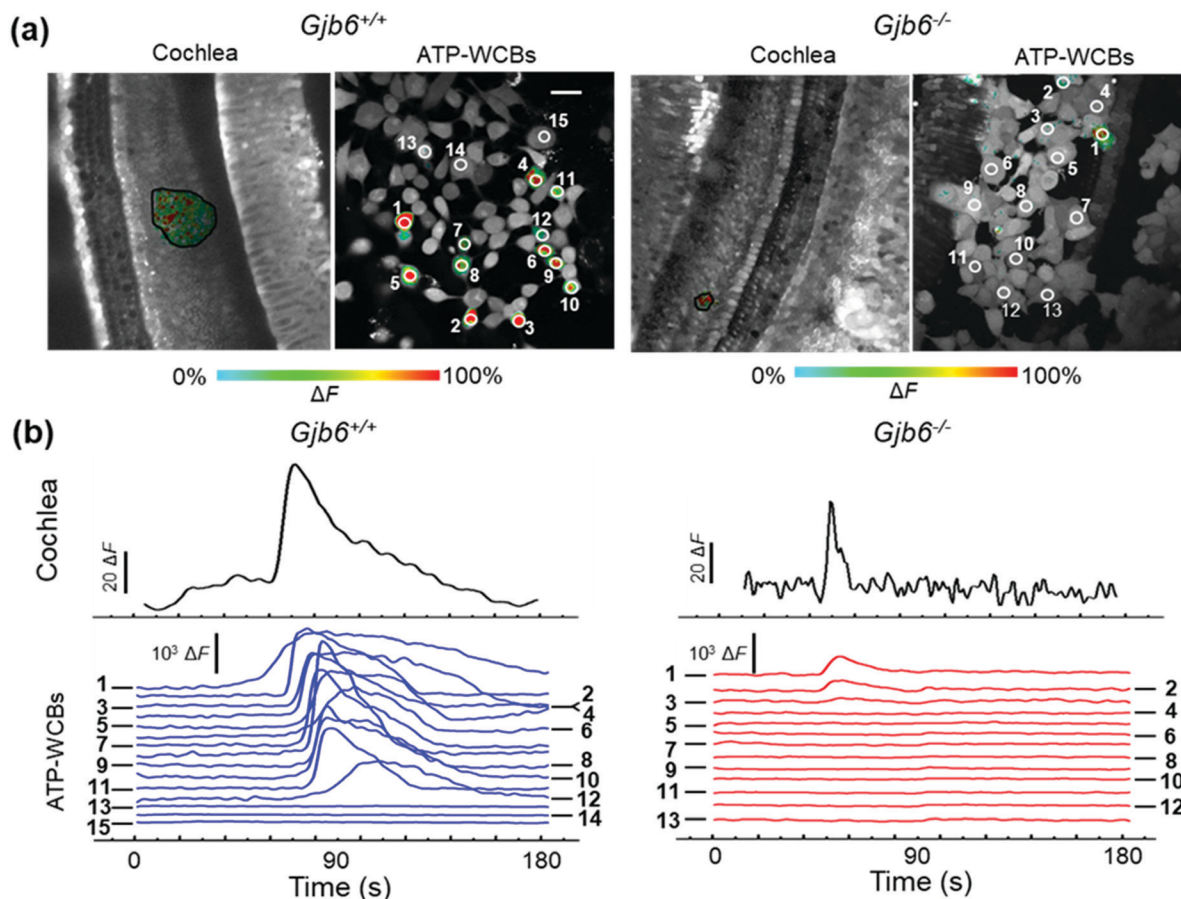 (a)
Gjb6+/+
Gjb6-/-
Cochlea
ATP-WCBs
Cochlea
ATP-WCBs
15
13
14
4
11
1
12
7
6
8
9
5
10
2
3
2
4
3
1
6
5
9
8
7
10
11
12
13
0%
100%
ΔF
0%
100%
ΔF
(b)
Gjb6+/+
Gjb6-/-
Cochlea
20 ΔF
20 ΔF
ATP-WCBs
10³ ΔF
1
3
5
7
9
11
13
15
2
4
6
8
10
12
14
10³ ΔF
1
3
5
7
9
11
13
2
4
6
8
10
12
0 90 180
Time (s)
0 90 180
Time (s)